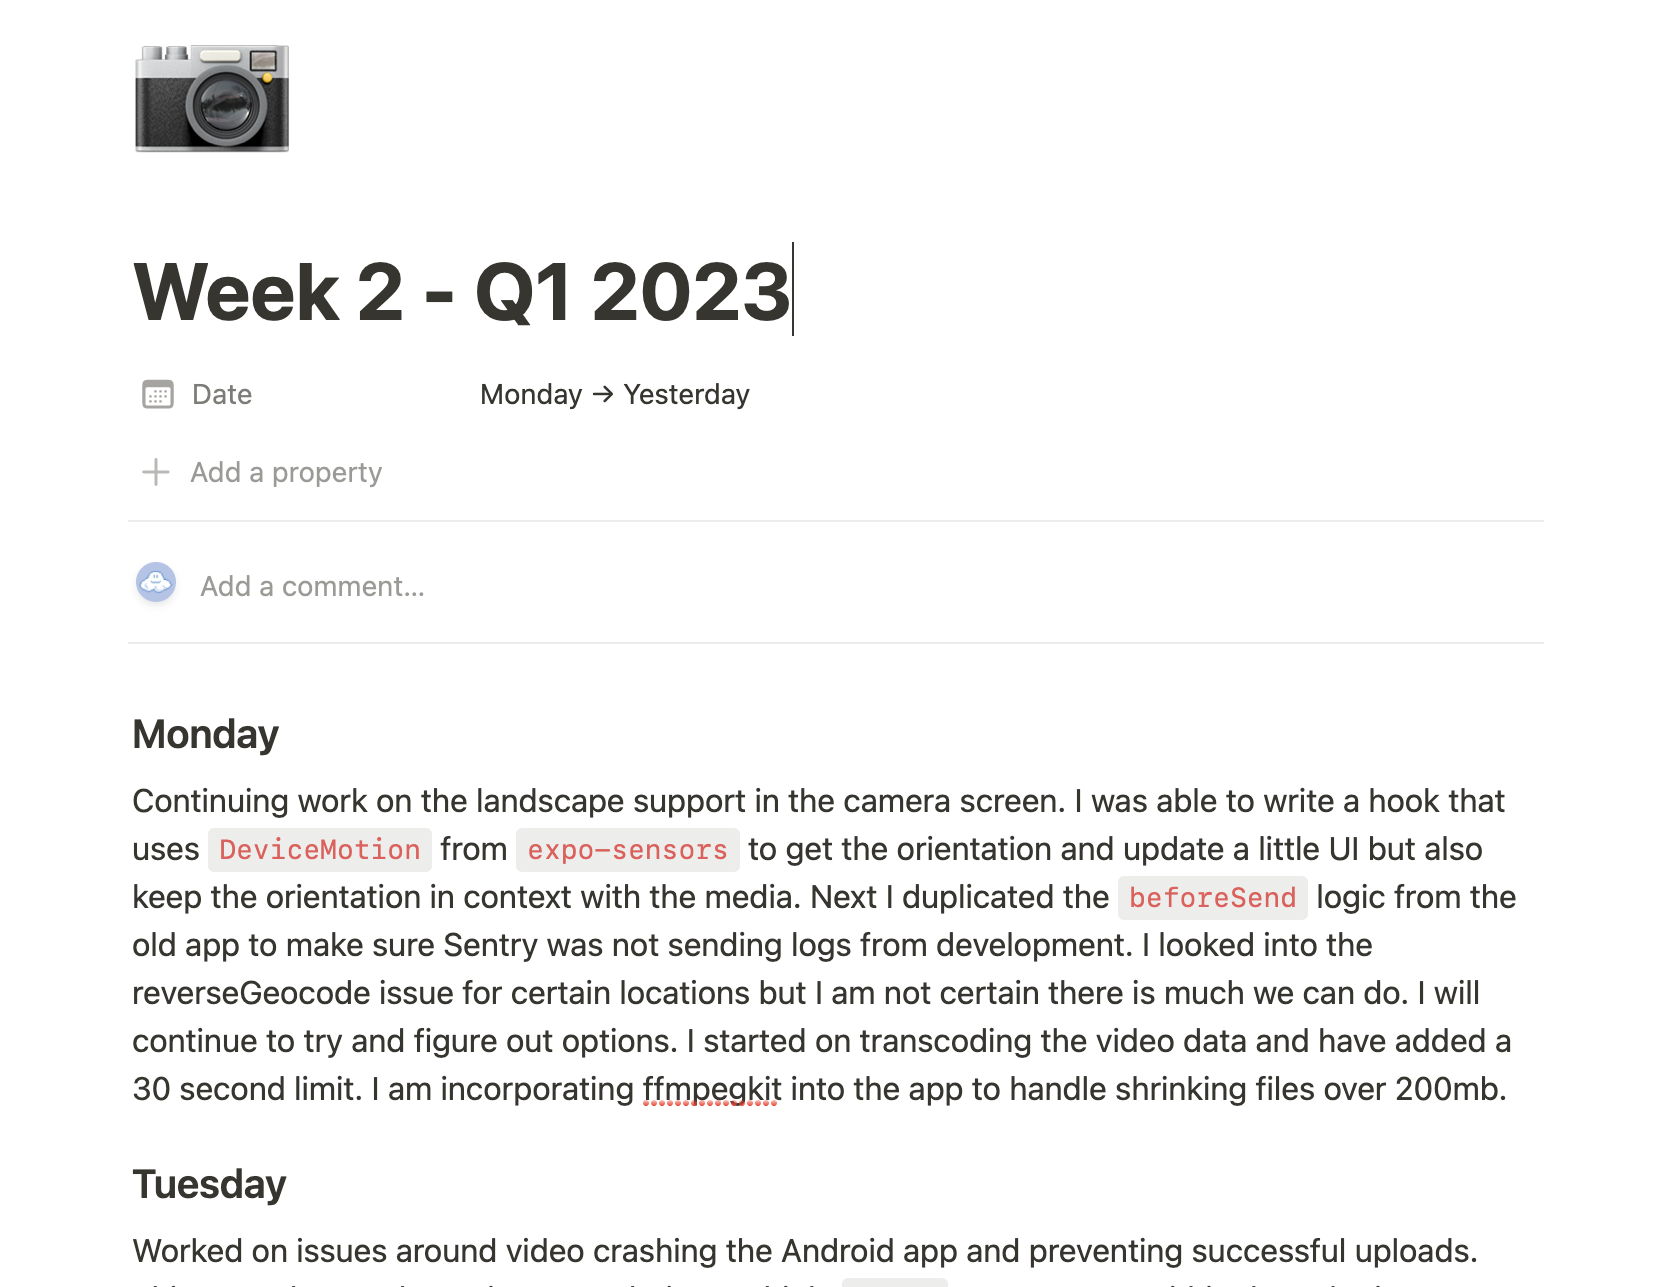 Week 2 - Q1 2023
Date Monday → Yesterday
Add a property
Add a comment...
Monday
Continuing work on the landscape support in the camera screen. I was able to write a hook that
uses DeviceMotion from expo-sensors to get the orientation and update a little UI but also
keep the orientation in context with the media. Next I duplicated the beforeSend logic from the
old app to make sure Sentry was not sending logs from development. I looked into the
reverseGeocode issue for certain locations but I am not certain there is much we can do. I will
continue to try and figure out options. I started on transcoding the video data and have added a
30 second limit. I am incorporating ffmpegkit into the app to handle shrinking files over 200mb.
Tuesday
Worked on issues around video crashing the Android app and preventing successful uploads.